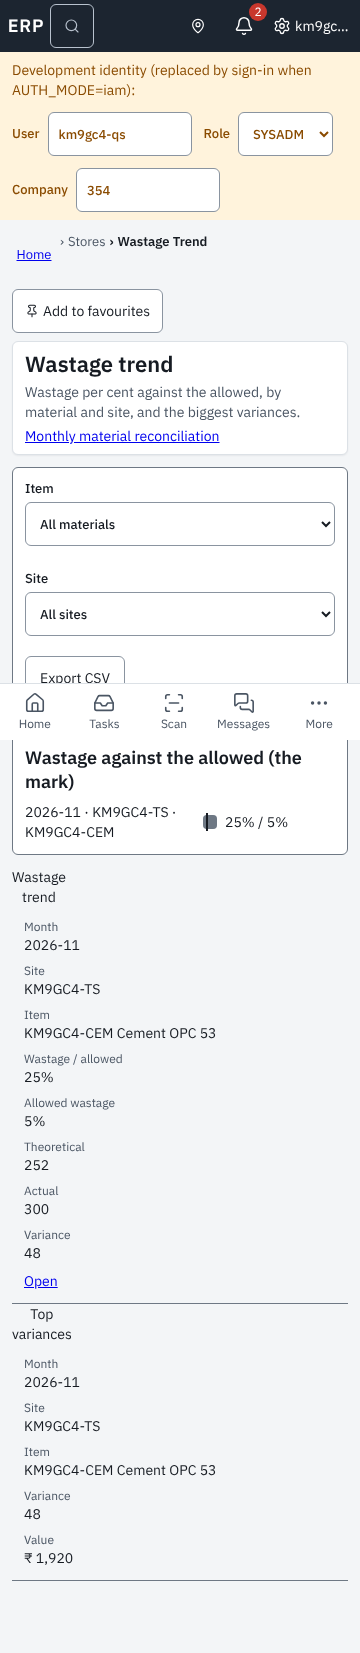 ERP
2
km9gc...
Development identity (replaced by sign-in when
AUTH_MODE=iam):
User
km9gc4-qs
Role
SYSADM
Company
354
Home
› Stores › Wastage Trend
Add to favourites
Wastage trend
Wastage per cent against the allowed, by
material and site, and the biggest variances.
Monthly material reconciliation
Item
All materials
Site
All sites
Export CSV
Home
Tasks
Scan
Messages
More
Wastage against the allowed (the
mark)
2026-11 · KM9GC4-TS ·
KM9GC4-CEM
25% / 5%
Wastage
trend
Month
2026-11
Site
KM9GC4-TS
Item
KM9GC4-CEM Cement OPC 53
Wastage / allowed
25%
Allowed wastage
5%
Theoretical
252
Actual
300
Variance
48
Open
Top
variances
Month
2026-11
Site
KM9GC4-TS
Item
KM9GC4-CEM Cement OPC 53
Variance
48
Value
₹ 1,920